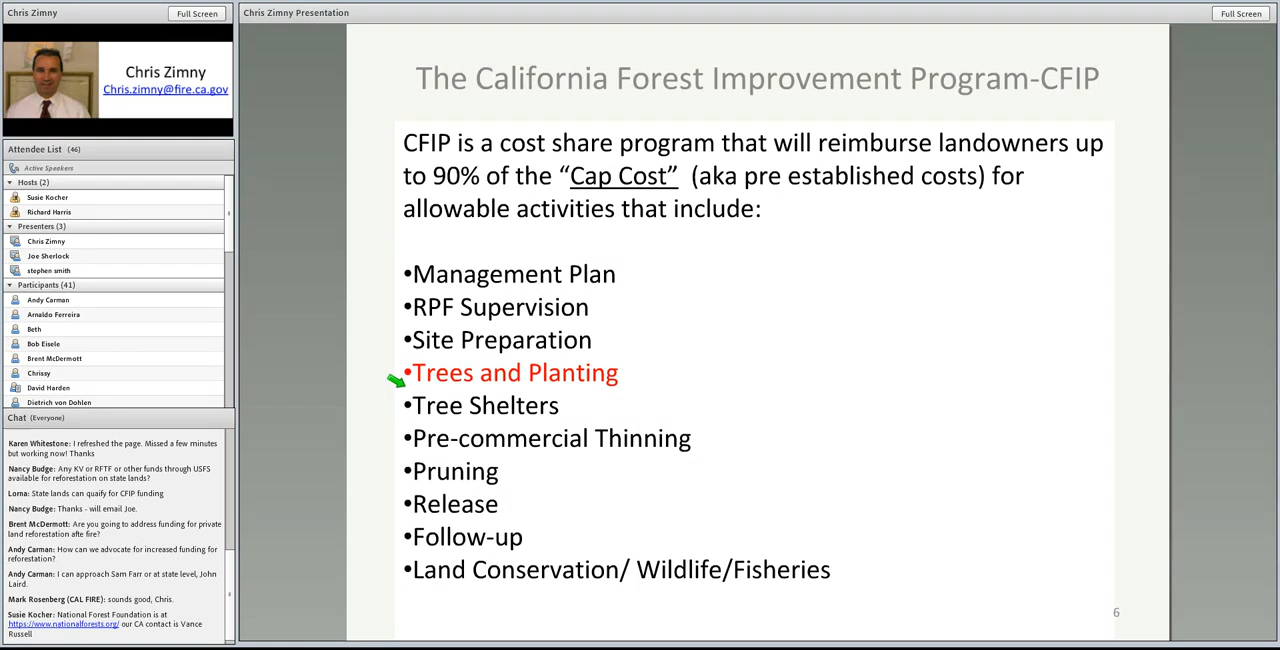 Chris Zimny
Full Screen
Chris Zimny
Chris.zimny@fire.ca.gov
Attendee List (46)
Active Speakers
Hosts (2)
Susie Kocher
Richard Harris
Presenters (3)
Chris Zimny
Joe Sherlock
stephen smith
Participants (41)
Andy Carman
Arnaldo Ferreira
Beth
Bob Eisele
Brent McDermott
Chrissy
David Harden
Dietrich von Dohlen
Chat (Everyone)
Karen Whitestone: I refreshed the page. Missed a few minutes
but working now! Thanks
Nancy Budge: Any KV or RFTF or other funds through USFS
available for reforestation on state lands?
Lorna: State lands can quaify for CFIP funding
Nancy Budge: Thanks - will email Joe.
Brent McDermott: Are you going to address funding for private
land reforestation afte fire?
Andy Carman: How can we advocate for increased funding for
reforestation?
Andy Carman: I can approach Sam Farr or at state level, John
Laird.
Mark Rosenberg (CAL FIRE): sounds good, Chris.
Susie Kocher: National Forest Foundation is at
https://www.nationalforests.org/ our CA contact is Vance
Russell
Chris Zimny Presentation
Full Screen
The California Forest Improvement Program-CFIP
CFIP is a cost share program that will reimburse landowners up
to 90% of the “Cap Cost” (aka pre established costs) for
allowable activities that include:
•Management Plan
•RPF Supervision
•Site Preparation
•Trees and Planting
•Tree Shelters
•Pre-commercial Thinning
•Pruning
•Release
•Follow-up
•Land Conservation/ Wildlife/Fisheries
6